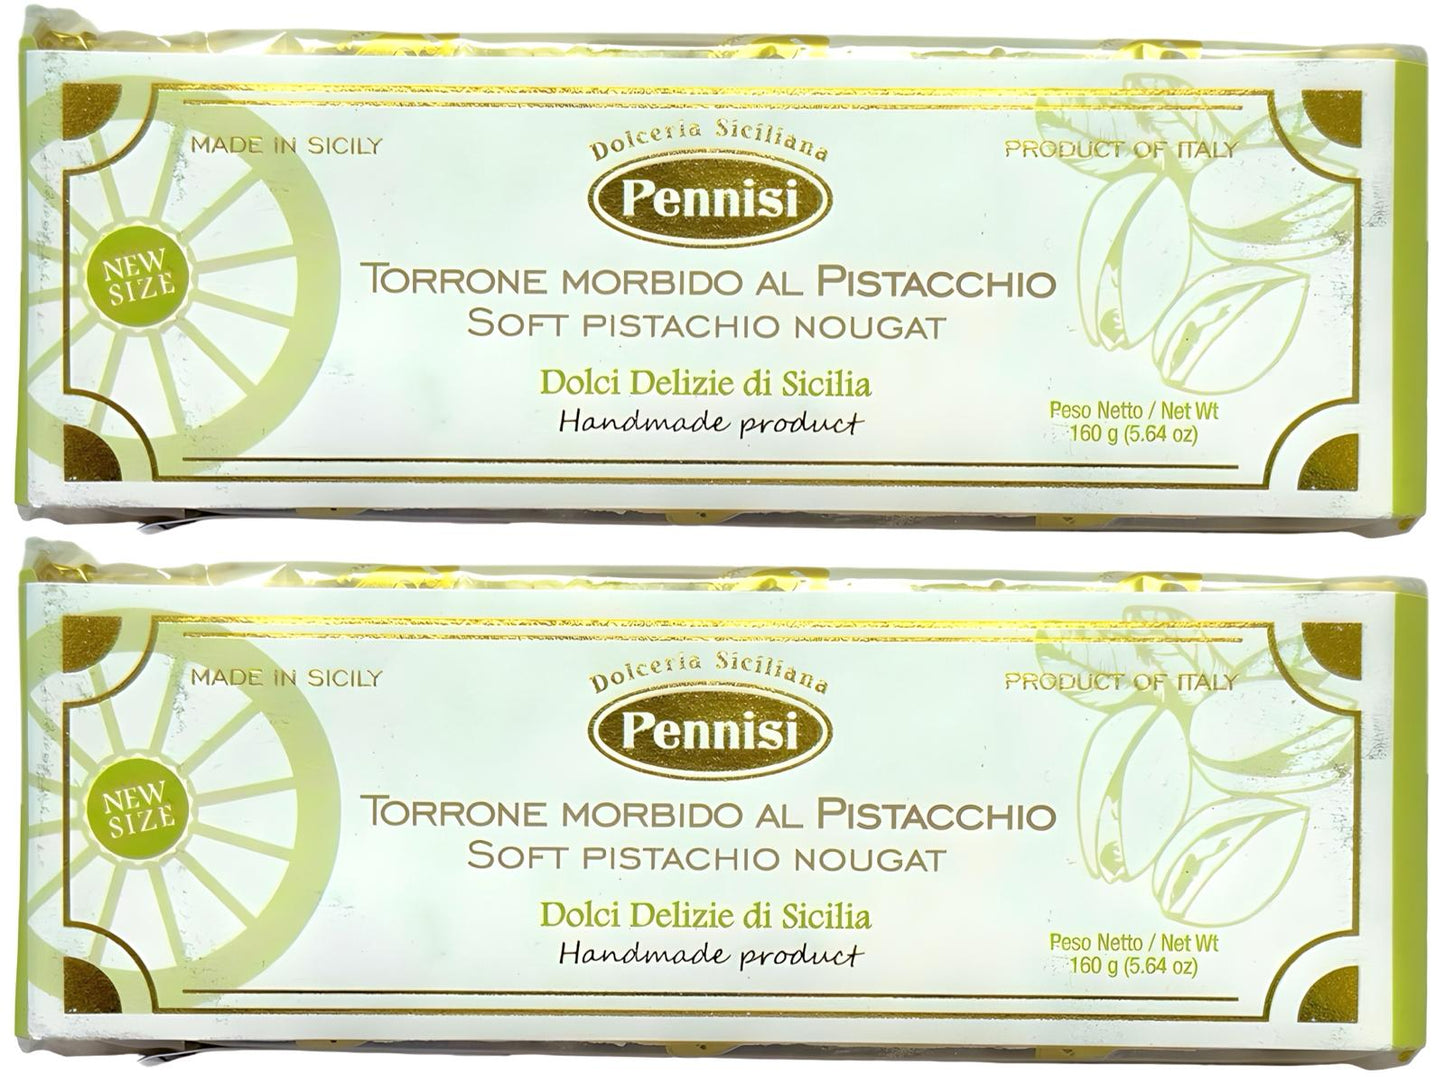 MADE IN SICILY
Dolceria Siciliana
PRODUCT OF ITALY
Pennisi
NEW
SIZE
TORRONE MORBIDO AL PISTACCHIO
SOFT PISTACHIO NOUGAT
Dolci Delizie di Sicilia
Handmade product
Peso Netto / Net Wt
160 g (5.64 oz)
MADE IN SICILY
Dolceria Siciliana
PRODUCT OF ITALY
Pennisi
NEW
SIZE
TORRONE MORBIDO AL PISTACCHIO
SOFT PISTACHIO NOUGAT
Dolci Delizie di Sicilia
Handmade product
Peso Netto / Net Wt
160 g (5.64 oz)